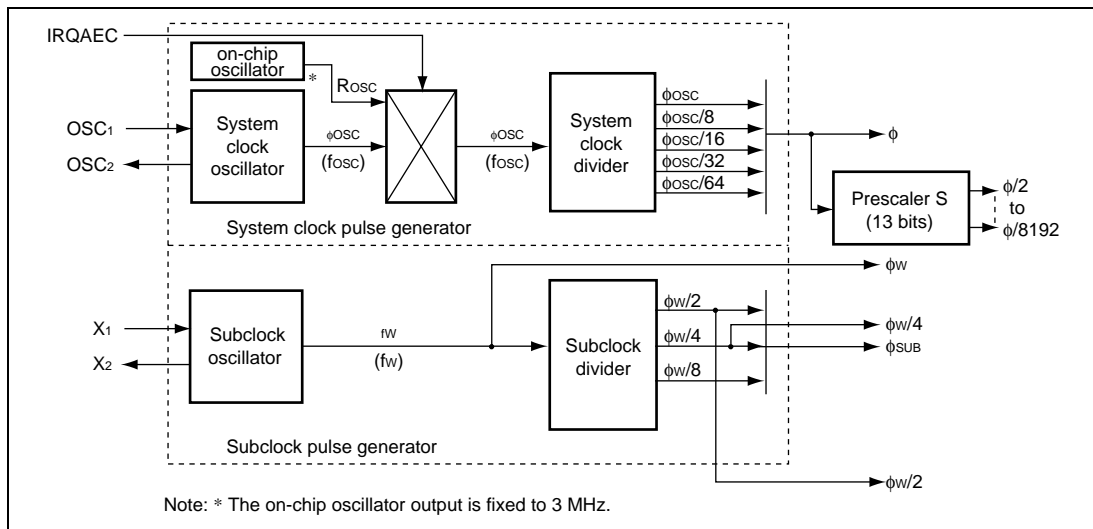 IRQAEC
on-chip
oscillator
*
ROSC
OSC1
OSC2
System
clock
oscillator
φOSC
(fOSC)
φOSC
(fOSC)
System
clock
divider
φOSC
φOSC/8
φOSC/16
φOSC/32
φOSC/64
φ
Prescaler S
(13 bits)
φ/2
to
φ/8192
System clock pulse generator
X1
X2
Subclock
oscillator
fW
(fW)
Subclock
divider
φW/2
φW/4
φW/8
φW
φW/4
φSUB
φW/2
Subclock pulse generator
Note: * The on-chip oscillator output is fixed to 3 MHz.